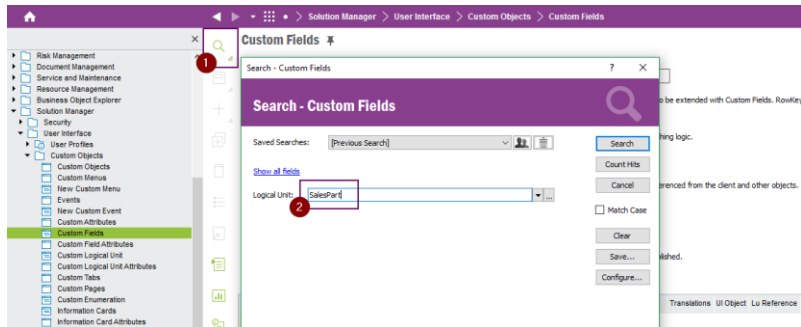 Solution Manager > User Interface > Custom Objects > Custom Fields
Custom Fields
Risk Management
Document Management
Service and Maintenance
Resource Management
Business Object Explorer
Solution Manager
Security
User Interface
User Profiles
Custom Objects
Custom Objects
Custom Menus
New Custom Menu
Events
New Custom Event
Custom Attributes
Custom Fields
Custom Field Attributes
Custom Logical Unit
Custom Logical Unit Attributes
Custom Tabs
Custom Pages
Custom Enumeration
Information Cards
Information Card Attributes
1
Search - Custom Fields
? ×
Search - Custom Fields
Saved Searches: [Previous Search]
Show all fields
Logical Unit: SalesPart
2
Search
Count Hits
Cancel
Match Case
Clear
Save...
Configure...
to be extended with Custom Fields. RowKey
hing logic.
erenced from the client and other objects.
blished.
Translations UI Object Lu Reference